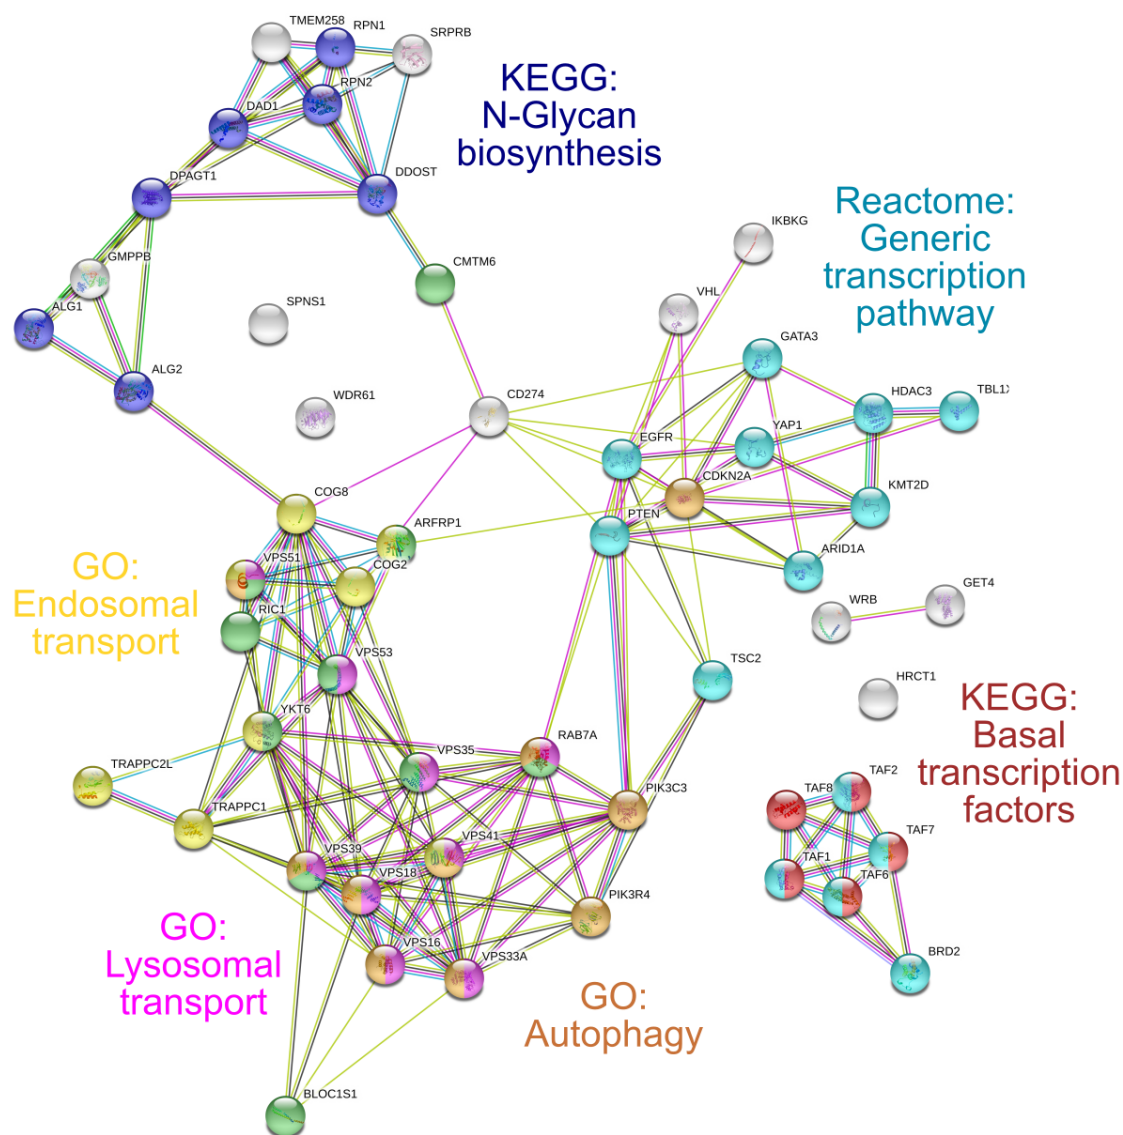 TMEM258
RPN1
SRPRB
RPN2
KEGG:
N-Glycan
biosynthesis
DAD1
DPAGT1
DDOST
GMPPB
CMTM6
ALG1
SPNS1
ALG2
WDR61
CD274
Reactome:
Generic
transcription
pathway
IKBKG
VHL
GATA3
HDAC3
TBL1X
YAP1
EGFR
CDKN2A
KMT2D
PTEN
ARID1A
COG8
ARFRP1
GO:
Endosomal
transport
VPS51
COG2
RIC1
VPS53
GET4
WRB
TSC2
HRCT1
KEGG:
Basal
transcription
factors
YKT6
RAB7A
VPS35
TRAPPC2L
TRAPPC1
PIK3C3
VPS41
VPS39
VPS18
PIK3R4
TAF2
TAF8
TAF7
TAF1
TAF6
BRD2
GO:
Lysosomal
transport
VPS16
VPS33A
GO:
Autophagy
BLOC1S1